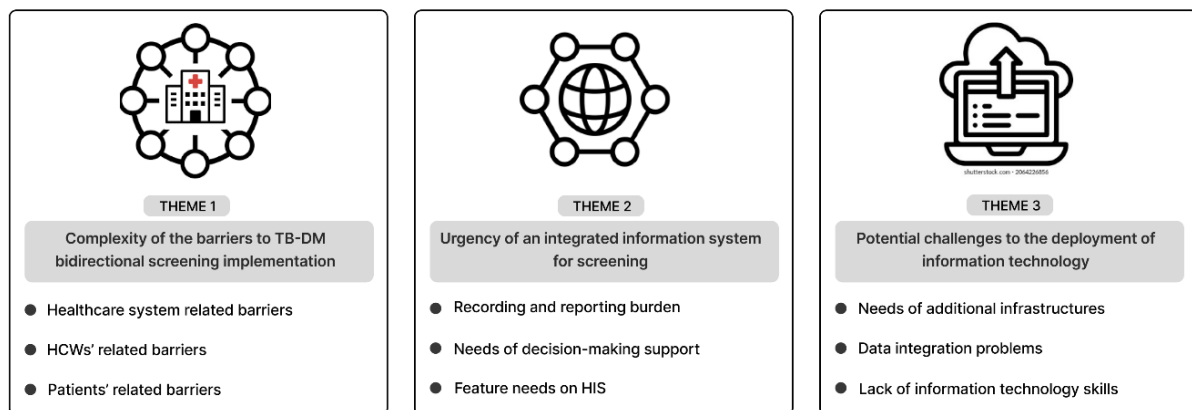 THEME 1
Complexity of the barriers to TB-DM
bidirectional screening implementation
Healthcare system related barriers
HCWs' related barriers
Patients' related barriers
THEME 2
Urgency of an integrated information system
for screening
Recording and reporting burden
Needs of decision-making support
Feature needs on HIS
shutterstock.com · 2064226856
THEME 3
Potential challenges to the deployment of
information technology
Needs of additional infrastructures
Data integration problems
Lack of information technology skills